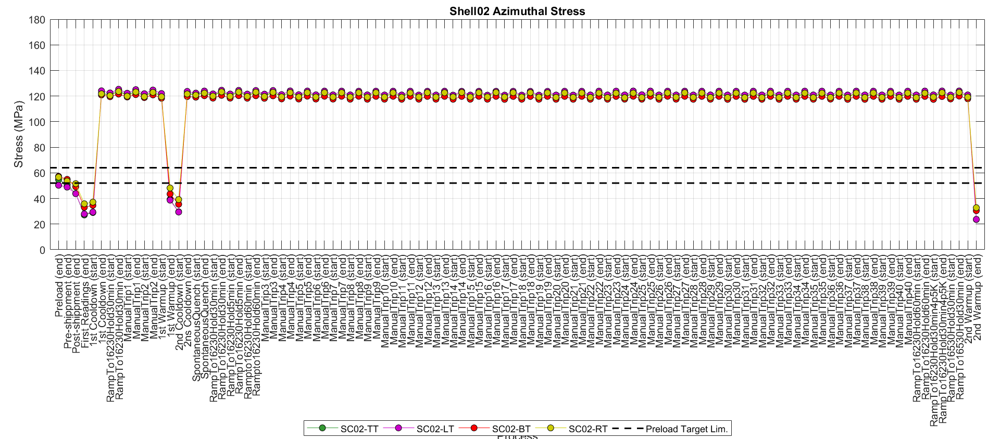 Shell02 Azimuthal Stress
180
160
140
120
100
80
60
40
20
0
Stress (MPa)
Preload (end)
Pre-shippment (end
Post-shippment (end)
First Readings (end)
1st Cooldown (start)
1st Cooldown (end)
RampTo16230Hold30min (start)
RampTo16230Hold30min (end)
ManualTrip1 (start)
ManualTrip1 (end)
ManualTrip2 (start)
ManualTrip2 (end)
1st Warmup (start)
1st Warmup (end)
2nd Cooldown (start)
2ns Cooldown (end)
SpontaneousQuench (start)
SpontaneousQuench (end)
RampTo16230Hold30min (start)
RampTo16230Hold30min (end)
RampTo16230Hold5min (start)
RampTo16230Hold5min (end)
Rampto16230Hold60min (start)
Rampto16230Hold60min (end)
ManualTrip3 (start)
ManualTrip3 (end)
ManualTrip4 (start)
ManualTrip4 (end)
ManualTrip5 (start)
ManualTrip5 (end)
ManualTrip6 (start)
ManualTrip6 (end)
ManualTrip7 (start)
ManualTrip7 (end)
ManualTrip8 (start)
ManualTrip8 (end)
ManualTrip9 (start)
ManualTrip9 (end)
ManualTrip10 (start)
ManualTrip10 (end)
ManualTrip11 (start)
ManualTrip11 (end)
ManualTrip12 (start)
ManualTrip12 (end)
ManualTrip13 (start)
ManualTrip13 (end)
ManualTrip14 (start)
ManualTrip14 (end)
ManualTrip15 (start)
ManualTrip15 (end)
ManualTrip16 (start)
ManualTrip16 (end)
ManualTrip17 (start)
ManualTrip17 (end)
ManualTrip18 (start)
ManualTrip18 (end)
ManualTrip19 (start)
ManualTrip19 (end)
ManualTrip20 (start)
ManualTrip20 (end)
ManualTrip21 (start)
ManualTrip21 (end)
ManualTrip22 (start)
ManualTrip22 (end)
ManualTrip23 (start)
ManualTrip23 (end)
ManualTrip24 (start)
ManualTrip24 (end)
ManualTrip25 (start)
ManualTrip25 (end)
ManualTrip26 (start)
ManualTrip26 (end)
ManualTrip27 (start)
ManualTrip27 (end)
ManualTrip28 (start)
ManualTrip28 (end)
ManualTrip29 (start)
ManualTrip29 (end)
ManualTrip30 (start)
ManualTrip30 (end)
ManualTrip31 (start)
ManualTrip31 (end)
ManualTrip32 (start)
ManualTrip32 (end)
ManualTrip33 (start)
ManualTrip33 (end)
ManualTrip34 (start)
ManualTrip34 (end)
ManualTrip35 (start)
ManualTrip35 (end)
ManualTrip36 (start)
ManualTrip36 (end)
ManualTrip37 (start)
ManualTrip37 (end)
ManualTrip38 (start)
ManualTrip38 (end)
ManualTrip39 (start)
ManualTrip39 (end)
ManualTrip40 (start)
ManualTrip40 (end)
RampTo16230Hold60min (start)
RampTo16230Hold60min (end)
RampTo16230Hold30min4p5K (start)
RampTo16230Hold30min4p5K (end)
RampTo16530Hold30min (start)
RampTo16530Hold30min (end)
2nd Warmup (start)
2nd Warmup (end)
SC02-TT
SC02-LT
SC02-BT
SC02-RT
Preload Target Lim.
Process